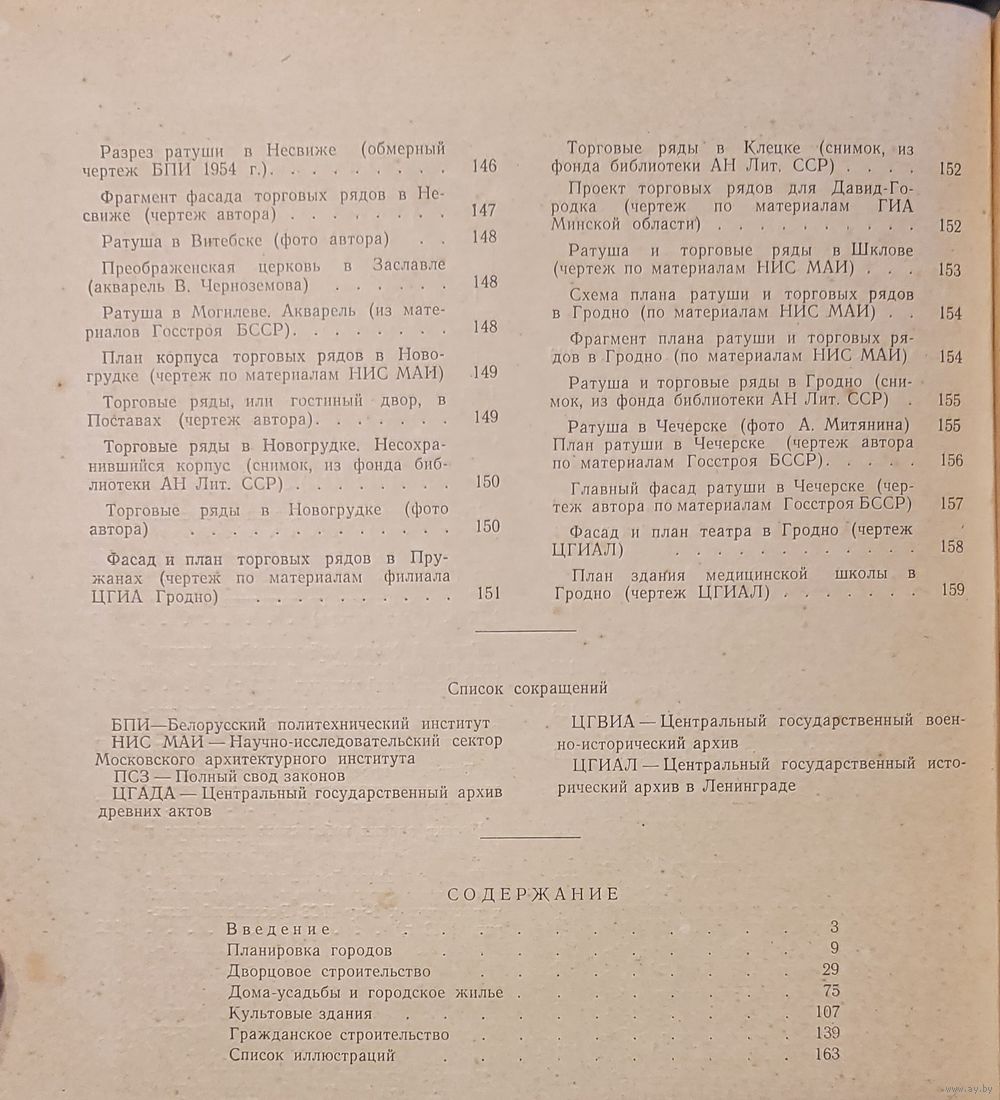 Разрез ратуши в Несвиже (обмерный
чертеж БПИ 1954 г.). . . . . . . . . 146
Фрагмент фасада торговых рядов в Не-
свиже (чертеж автора) . . . . . . . . 147
Ратуша в Витебске (фото автора) . . 148
Преображенская церковь в Заславле
(акварель В. Черноземова) . . . . . . 148
Ратуша в Могилеве. Акварель (из мате-
риалов Госстроя БССР). . . . . . . . 148
План корпуса торговых рядов в Ново-
грудке (чертеж по материалам НИС МАИ) 149
Торговые ряды, или гостиный двор, в
Поставах (чертеж автора). . . . . . . 149
Торговые ряды в Новогрудке. Несохра-
нившийся корпус (снимок, из фонда биб-
лиотеки АН Лит. ССР) . . . . . . . . 150
Торговые ряды в Новогрудке (фото
автора) . . . . . . . . . . . . . 150
Фасад и план торговых рядов в Пру-
жанах (чертеж по материалам филиала
ЦГИА Гродно) . . . . . . . . . . 151
Торговые ряды в Клецке (снимок, из
фонда библиотеки АН Лит. ССР) . . . . 152
Проект торговых рядов для Давид-Го-
родка (чертеж по материалам ГИА
Минской области) . . . . . . . . . . 152
Ратуша и торговые ряды в Шклове
(чертеж по материалам НИС МАИ) . . . 153
Схема плана ратуши и торговых рядов
в Гродно (по материалам НИС МАИ) . . 154
Фрагмент плана ратуши и торговых ря-
дов в Гродно (по материалам НИС МАИ) 154
Ратуша и торговые ряды в Гродно (сни-
мок, из фонда библиотеки АН Лит. ССР) . 155
Ратуша в Чечерске (фото А. Митянина) 155
План ратуши в Чечерске (чертеж автора
по материалам Госстроя БССР). . . . . 156
Главный фасад ратуши в Чечерске (чер-
теж автора по материалам Госстроя БССР) 157
Фасад и план театра в Гродно (чертеж
ЦГИАЛ) . . . . . . . . . . . . 158
План здания медицинской школы в
Гродно (чертеж ЦГИАЛ) . . . . . . . 159
Список сокращений
БПИ—Белорусский политехнический институт
НИС МАИ — Научно-исследовательский сектор
Московского архитектурного института
ПСЗ — Полный свод законов
ЦГАДА — Центральный государственный архив
древних актов
ЦГВИА — Центральный государственный воен-
но-исторический архив
ЦГИАЛ — Центральный государственный исто-
рический архив в Ленинграде
СОДЕРЖАНИЕ
Введение . . . . . . . . . . . . 3
Планировка городов . . . . . . . . . . 9
Дворцовое строительство . . . . . . . . . 29
Дома-усадьбы и городское жилье . . . . . . . . 75
Культовые здания . . . . . . . . . . . 107
Гражданское строительство . . . . . . . . . 139
Список иллюстраций . . . . . . . . . . 163
www.ay.by